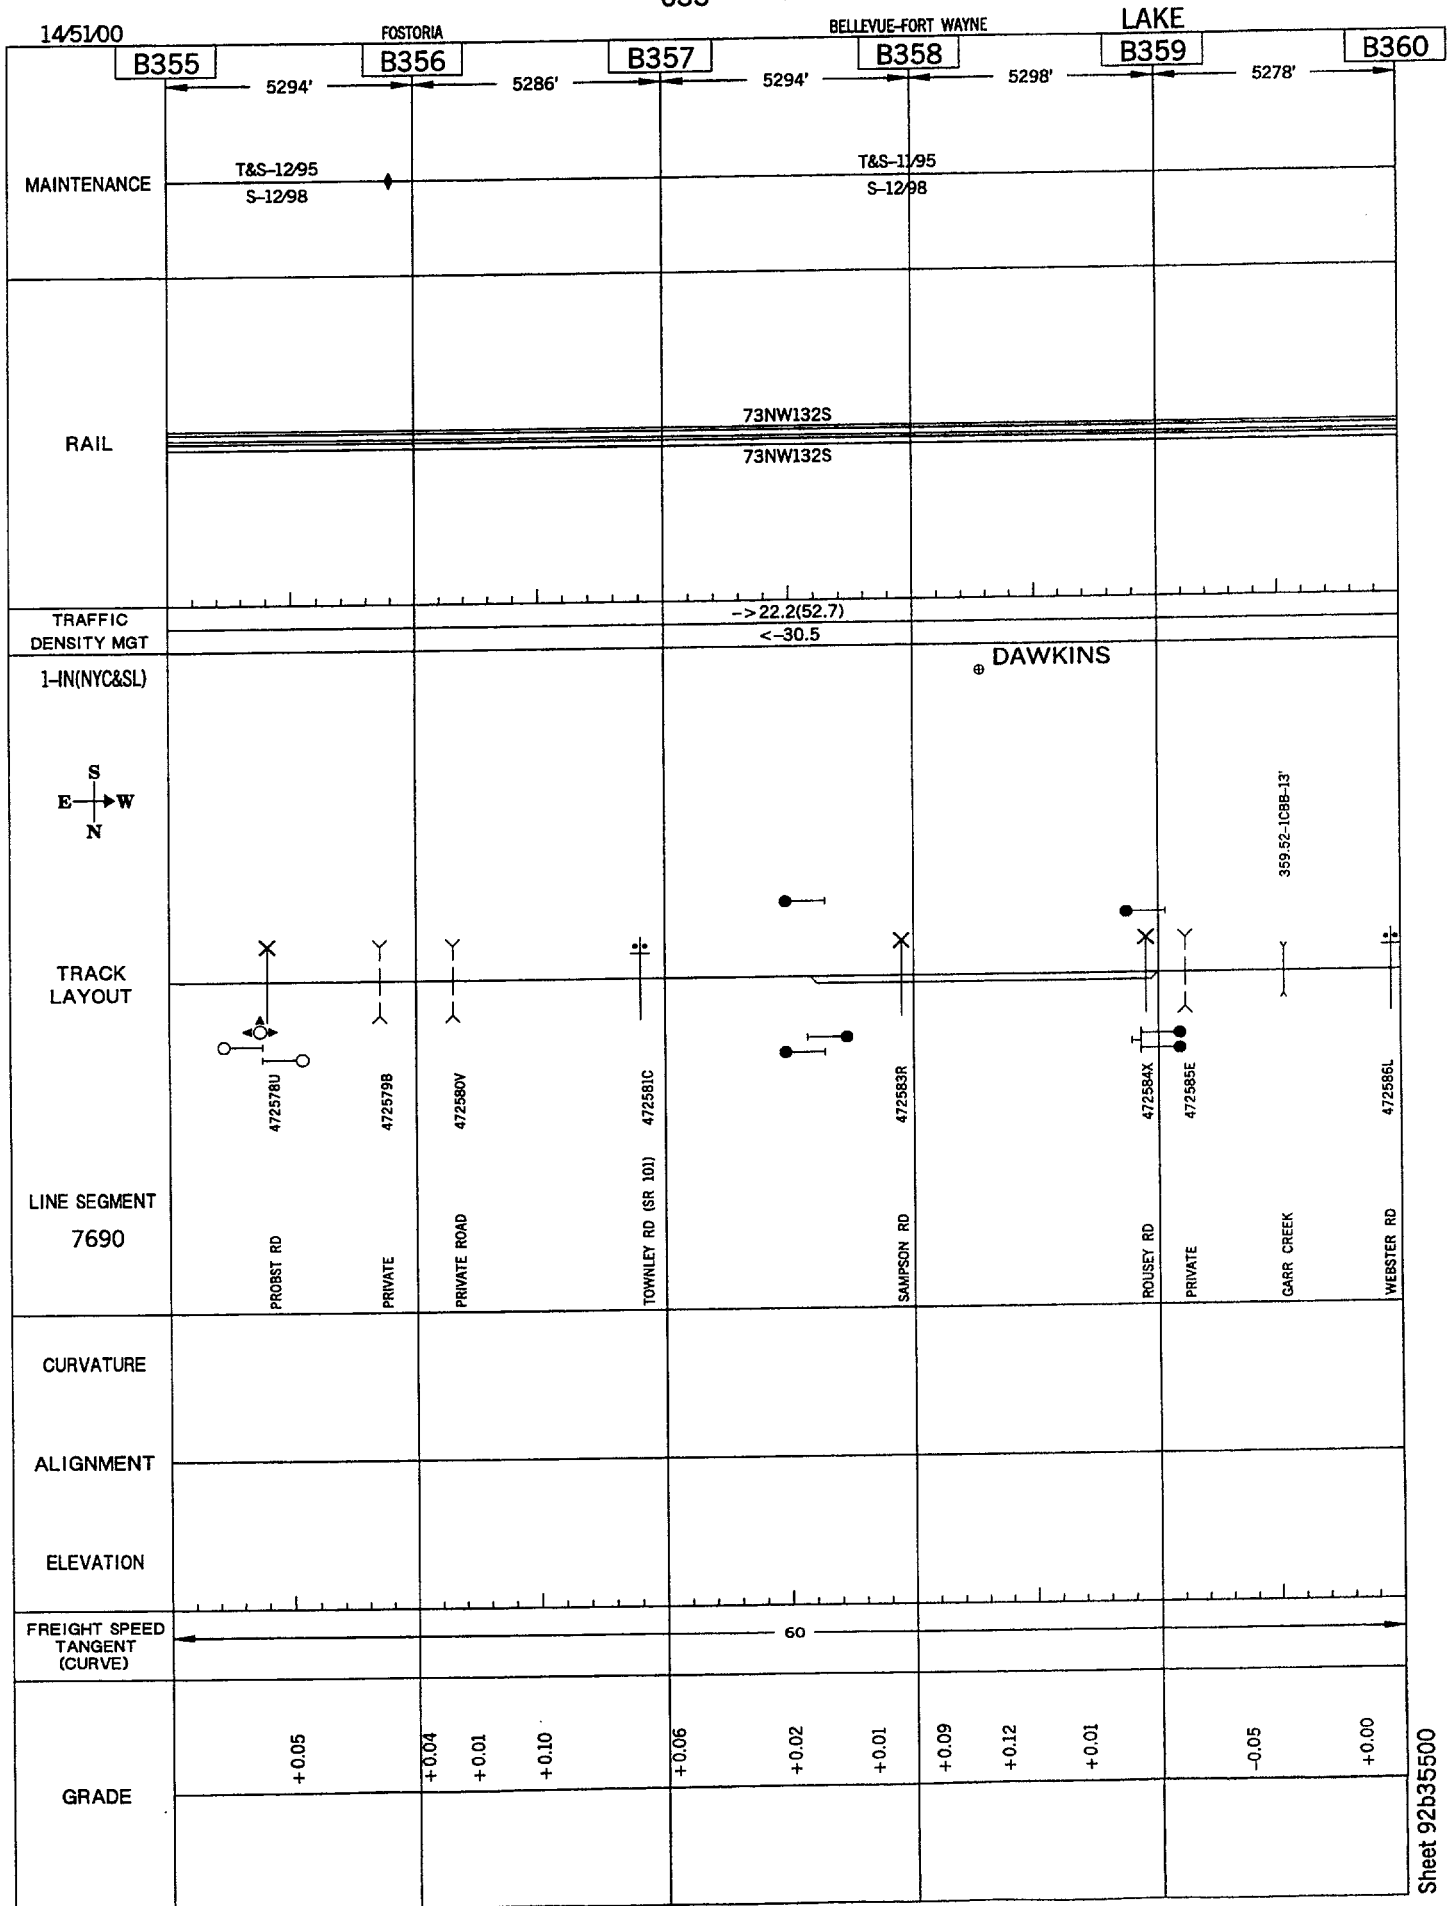 14/51/00 FOSTORIA BELLEVUE-FORT WAYNE LAKE
B355 B356 B357 B358 B359 B360
5294' 5286' 5294' 5298' 5278'
MAINTENANCE
T&S-12/95 T&S-11/95
S-12/98 S-12/98
RAIL
73NW132S
73NW132S
TRAFFIC
DENSITY MGT
->22.2(52.7)
<-30.5
1-IN(NYC&SL)
DAWKINS
S
E W
N
359.52-1CBB-13'
TRACK
LAYOUT
472578U 472579B 472580V 472581C 472583R 472584X 472585E 472586L
LINE SEGMENT
7690
PROBST RD PRIVATE PRIVATE ROAD TOWNLEY RD (SR 101) SAMPSON RD ROUSEY RD PRIVATE GARR CREEK WEBSTER RD
CURVATURE
ALIGNMENT
ELEVATION
FREIGHT SPEED
TANGENT
(CURVE)
60
GRADE
+0.05 +0.04 +0.01 +0.10 +0.06 +0.02 +0.01 +0.09 +0.12 +0.01 -0.05 +0.00
Sheet 92b35500